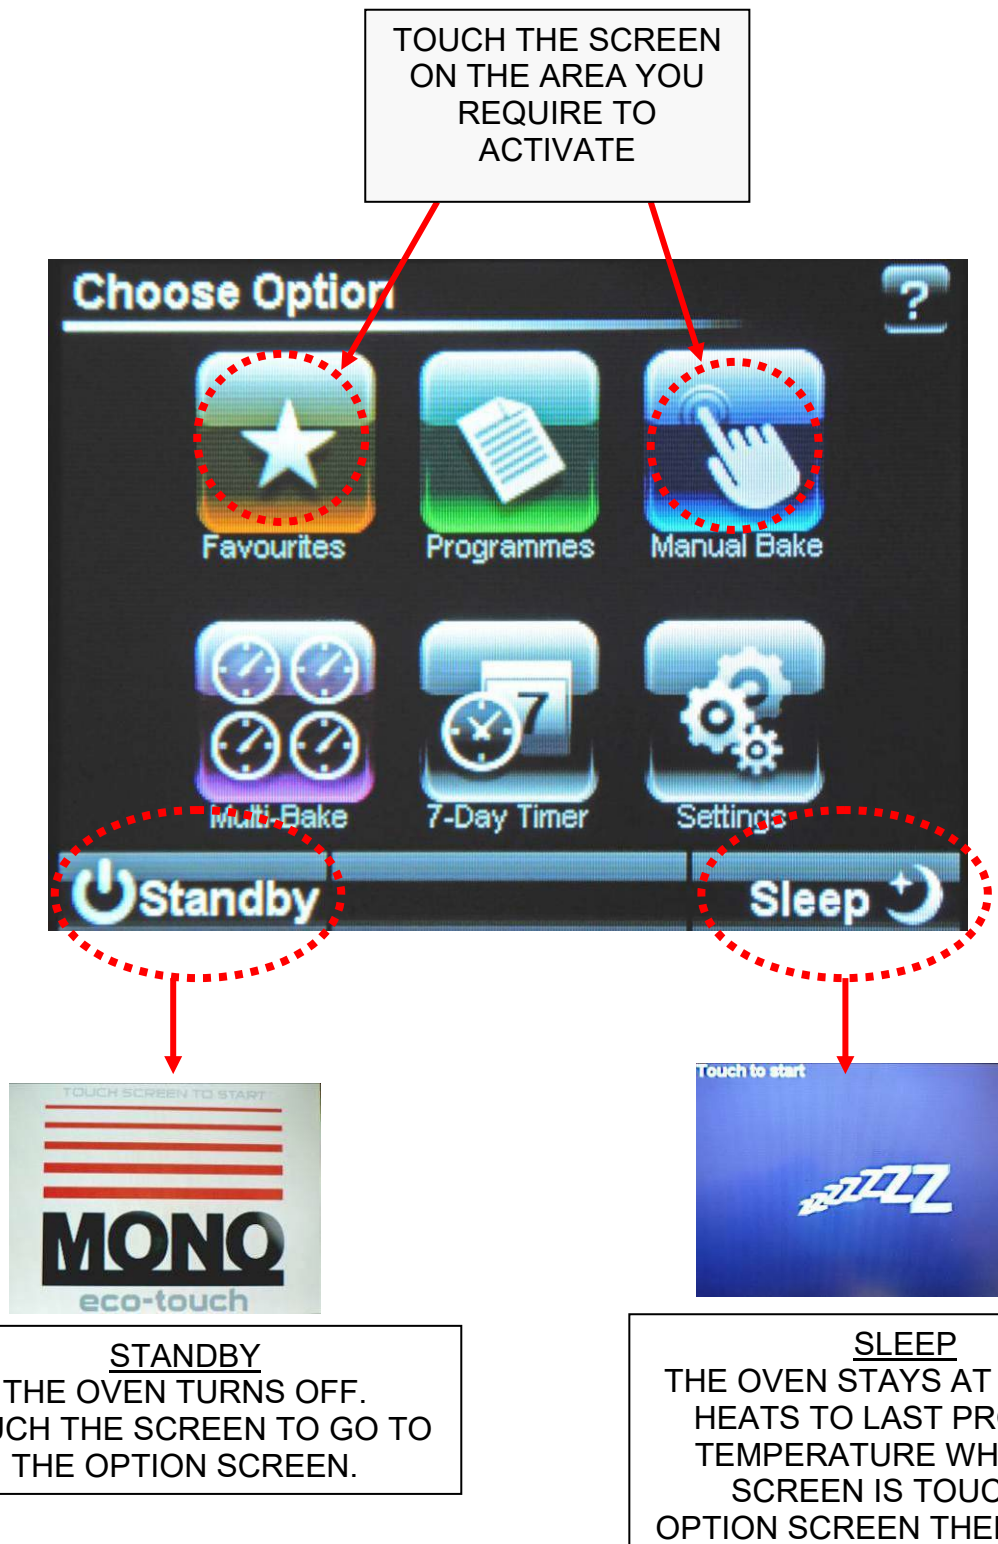 TOUCH THE SCREEN
ON THE AREA YOU
REQUIRE TO
ACTIVATE
Choose Option
?
Favourites
Programmes
Manual Bake
7
Multi-Bake
7-Day Timer
Settings
Standby
Sleep
TOUCH SCREEN TO START
MONO
eco-touch
Touch to start
zzzzzZZ
STANDBY
THE OVEN TURNS OFF.
THE SCREEN TO GO TO
THE OPTION SCREEN.
SLEEP
THE OVEN STAYS AT
HEATS TO LAST
TEMPERATURE
SCREEN IS
OPTION SCREEN